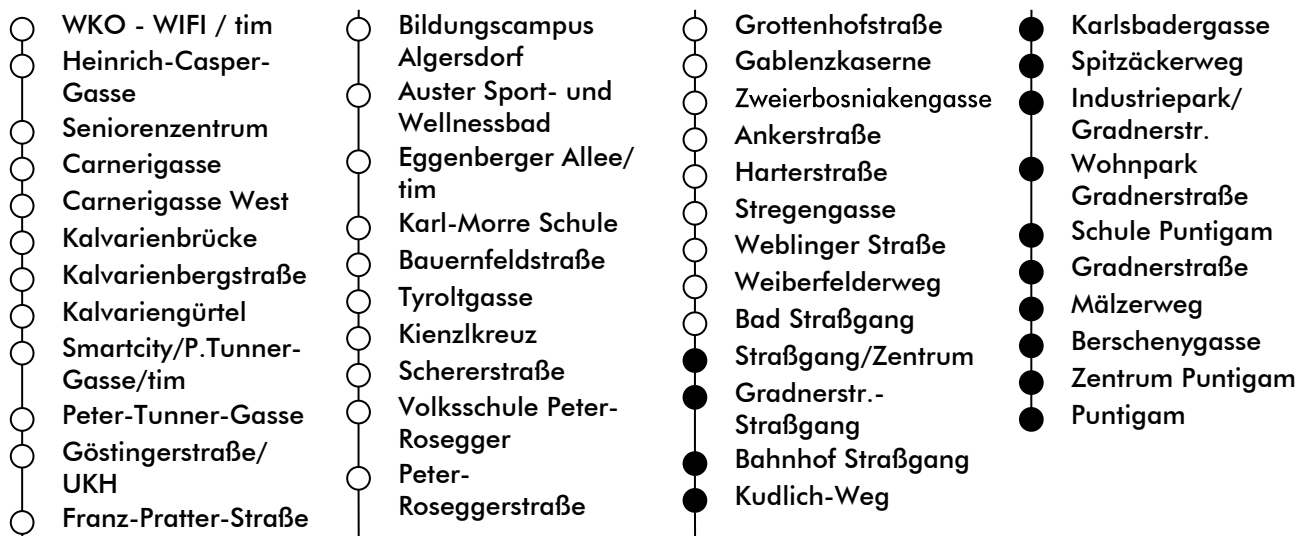 WKO - WIFI / tim
Heinrich-Casper-
Gasse
Seniorenzentrum
Carnerigasse
Carnerigasse West
Kalvarienbrücke
Kalvarienbergstraße
Kalvariengürtel
Smartcity/P.Tunner-
Gasse/tim
Peter-Tunner-Gasse
Göstingerstraße/
UKH
Franz-Pratter-Straße
Bildungscampus
Algersdorf
Auster Sport- und
Wellnessbad
Eggenberger Allee/
tim
Karl-Morre Schule
Bauernfeldstraße
Tyroltgasse
Kienzlkreuz
Schererstraße
Volksschule Peter-
Rosegger
Peter-
Roseggerstraße
Grottenhofstraße
Gablenzkaserne
Zweierbosniakengasse
Ankerstraße
Harterstraße
Stregengasse
Weblinger Straße
Weiberfelderweg
Bad Straßgang
Straßgang/Zentrum
Gradnerstr.-
Straßgang
Bahnhof Straßgang
Kudlich-Weg
Karlsbadergasse
Spitzäckerweg
Industriepark/
Gradnerstr.
Wohnpark
Gradnerstraße
Schule Puntigam
Gradnerstraße
Mälzerweg
Berschenygasse
Zentrum Puntigam
Puntigam